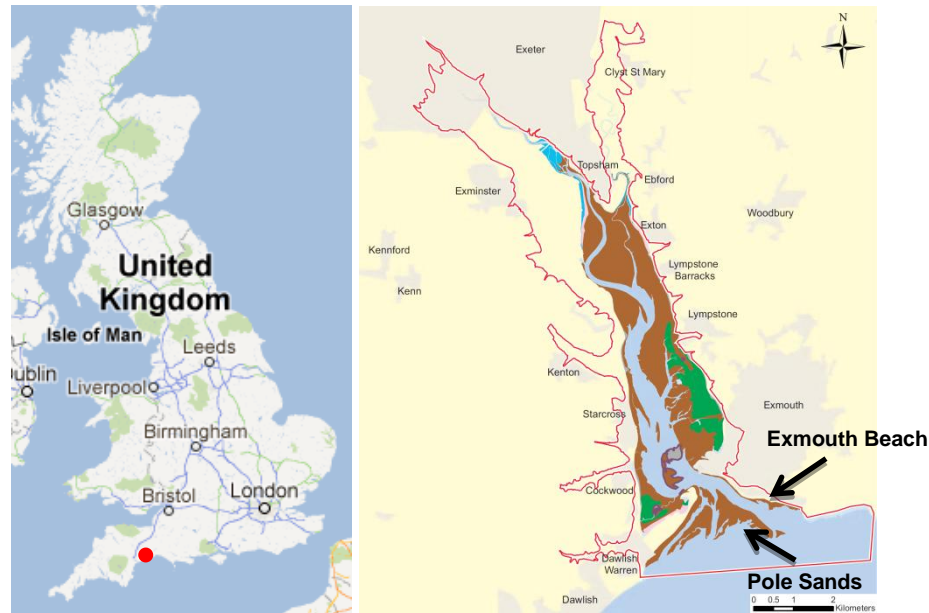 Glasgow
United
Kingdom
Isle of Man
Leeds
Dublin
Liverpool
Birmingham
Bristol
London
N
Exeter
Clyst St Mary
Topsham
Ebford
Exminster
Woodbury
Exton
Kennford
Lympstone
Barracks
Kenn
Lympstone
Kenton
Exmouth
Starcross
Exmouth Beach
Cockwood
Dawlish
Warren
Pole Sands
Dawlish
0 0.5 1 2
Kilometers